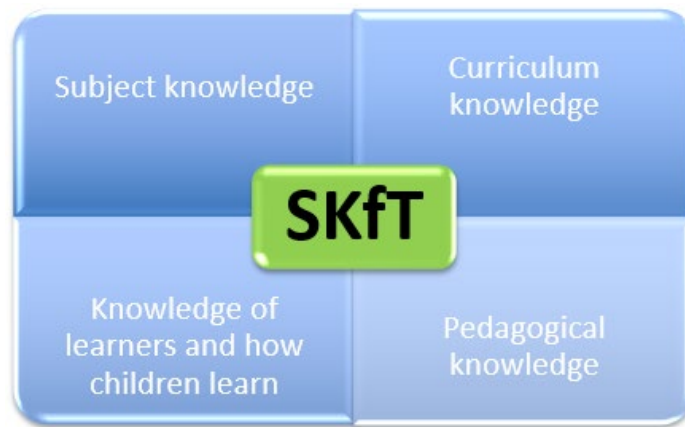 Subject knowledge
Curriculum
knowledge
SKfT
Knowledge of
learners and how
children learn
Pedagogical
knowledge